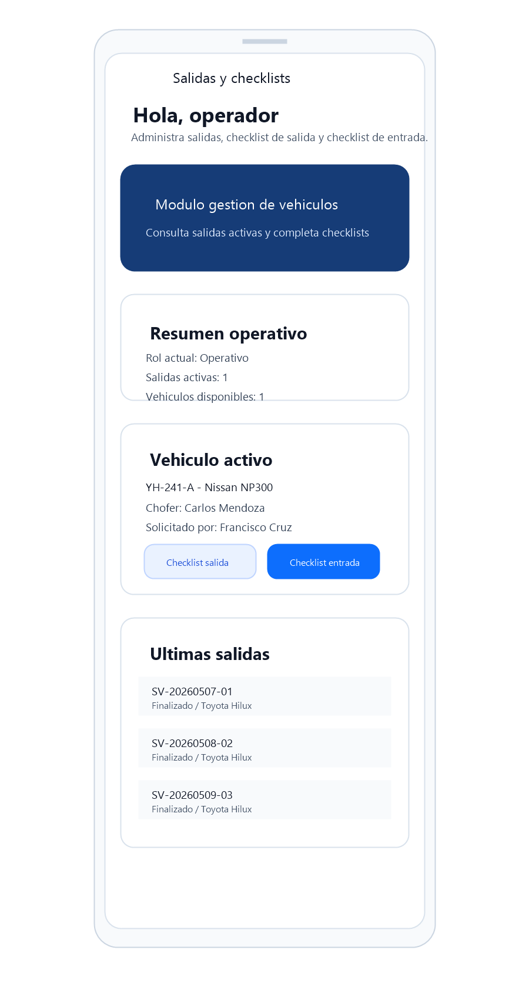 Salidas y checklists
Hola, operador
Administra salidas, checklist de salida y checklist de entrada.
Modulo gestion de vehiculos
Consulta salidas activas y completa checklists
Resumen operativo
Rol actual: Operativo
Salidas activas: 1
Vehiculos disponibles: 1
Vehiculo activo
YH-241-A - Nissan NP300
Chofer: Carlos Mendoza
Solicitado por: Francisco Cruz
Checklist salida
Checklist entrada
Ultimas salidas
SV-20260507-01
Finalizado / Toyota Hilux
SV-20260508-02
Finalizado / Toyota Hilux
SV-20260509-03
Finalizado / Toyota Hilux